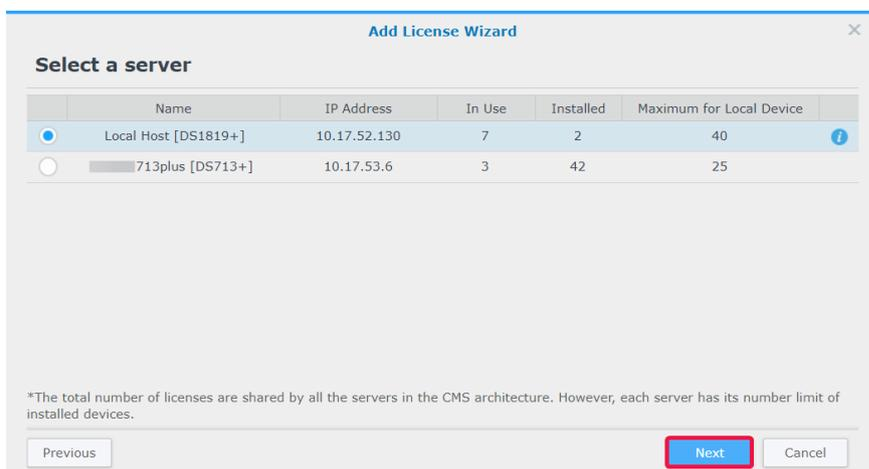 Add License Wizard
Select a server
Name IP Address In Use Installed Maximum for Local Device
Local Host [DS1819+] 10.17.52.130 7 2 40
713plus [DS713+] 10.17.53.6 3 42 25
*The total number of licenses are shared by all the servers in the CMS architecture. However, each server has its number limit of
installed devices.
Previous Next Cancel